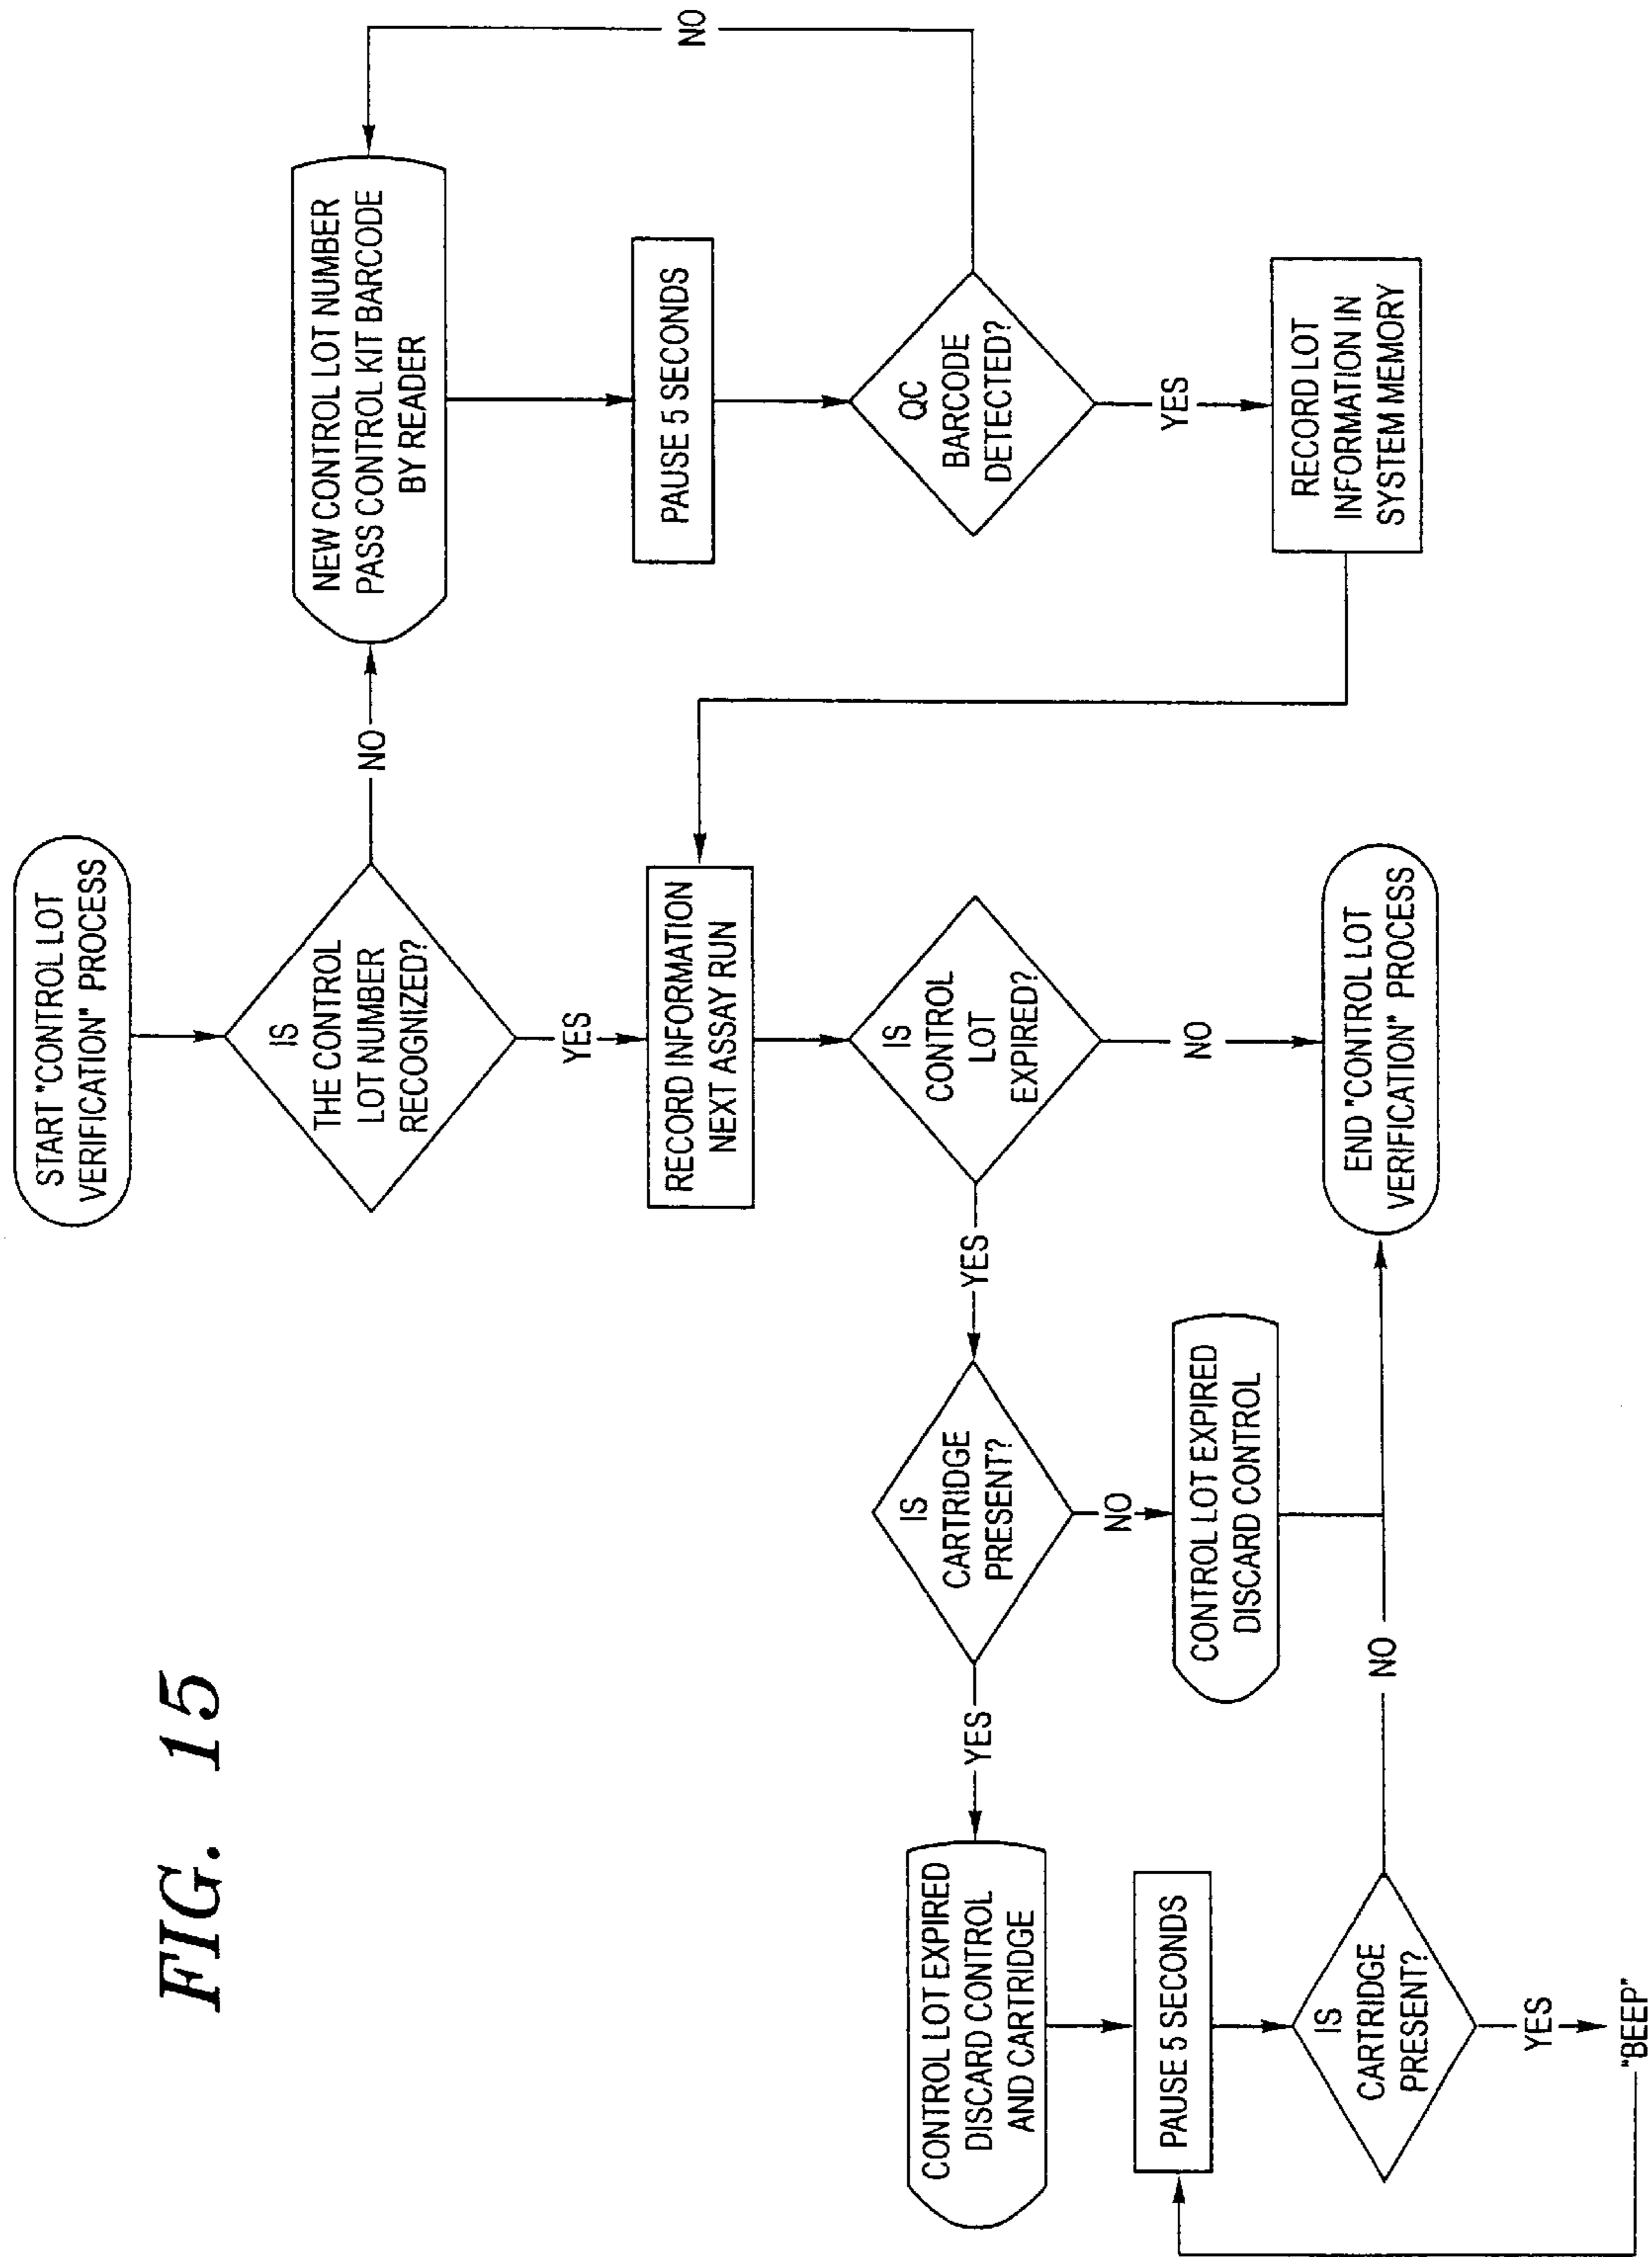 FIG. 15
START "CONTROL LOT
VERIFICATION" PROCESS
IS
THE CONTROL
LOT NUMBER
RECOGNIZED?
NO
NEW CONTROL LOT NUMBER
PASS CONTROL KIT BARCODE
BY READER
NO
PAUSE 5 SECONDS
QC
BARCODE
DETECTED?
YES
RECORD LOT
INFORMATION IN
SYSTEM MEMORY
YES
RECORD INFORMATION
NEXT ASSAY RUN
IS
CONTROL
LOT
EXPIRED?
NO
END "CONTROL LOT
VERIFICATION" PROCESS
YES
IS
CARTRIDGE
PRESENT?
NO
CONTROL LOT EXPIRED
DISCARD CONTROL
YES
CONTROL LOT EXPIRED
DISCARD CONTROL
AND CARTRIDGE
PAUSE 5 SECONDS
IS
CARTRIDGE
PRESENT?
NO
YES
"BEEP"